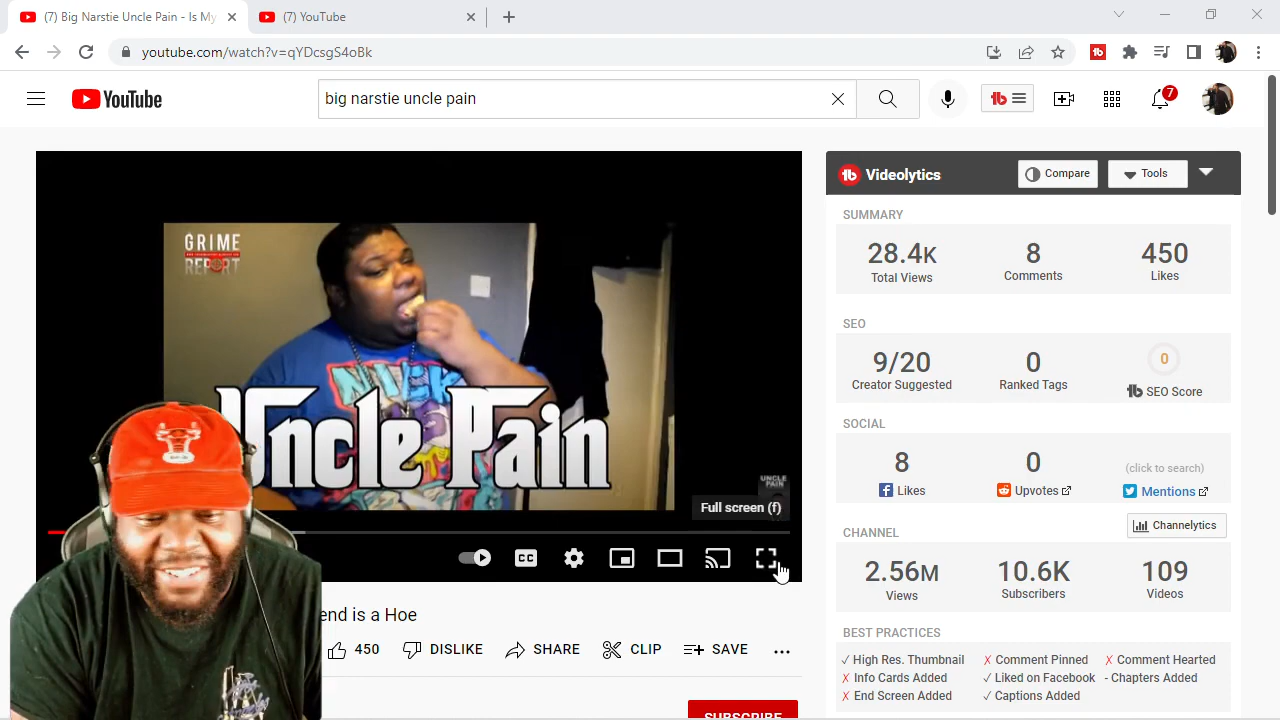 (7) Big Narstie Uncle Pain - Is My
(7) YouTube
youtube.com/watch?v=qYDcsgS4oBk
YouTube
big narstie uncle pain
7
GRIME
REPORT
Uncle Pain
UNCLE
PAIN
Full screen (f)
CC
end is a Hoe
450
DISLIKE
SHARE
CLIP
SAVE
SUBSCRIBE
Videolytics
Compare
Tools
SUMMARY
28.4K
8
450
Total Views
Comments
Likes
SEO
9/20
0
0
Creator Suggested
Ranked Tags
SEO Score
SOCIAL
8
0
(click to search)
Likes
Upvotes
Mentions
Channelytics
CHANNEL
2.56M
10.6K
109
Views
Subscribers
Videos
BEST PRACTICES
✓ High Res. Thumbnail
✗ Comment Pinned
✗ Comment Hearted
✗ Info Cards Added
✓ Liked on Facebook
- Chapters Added
✗ End Screen Added
✓ Captions Added